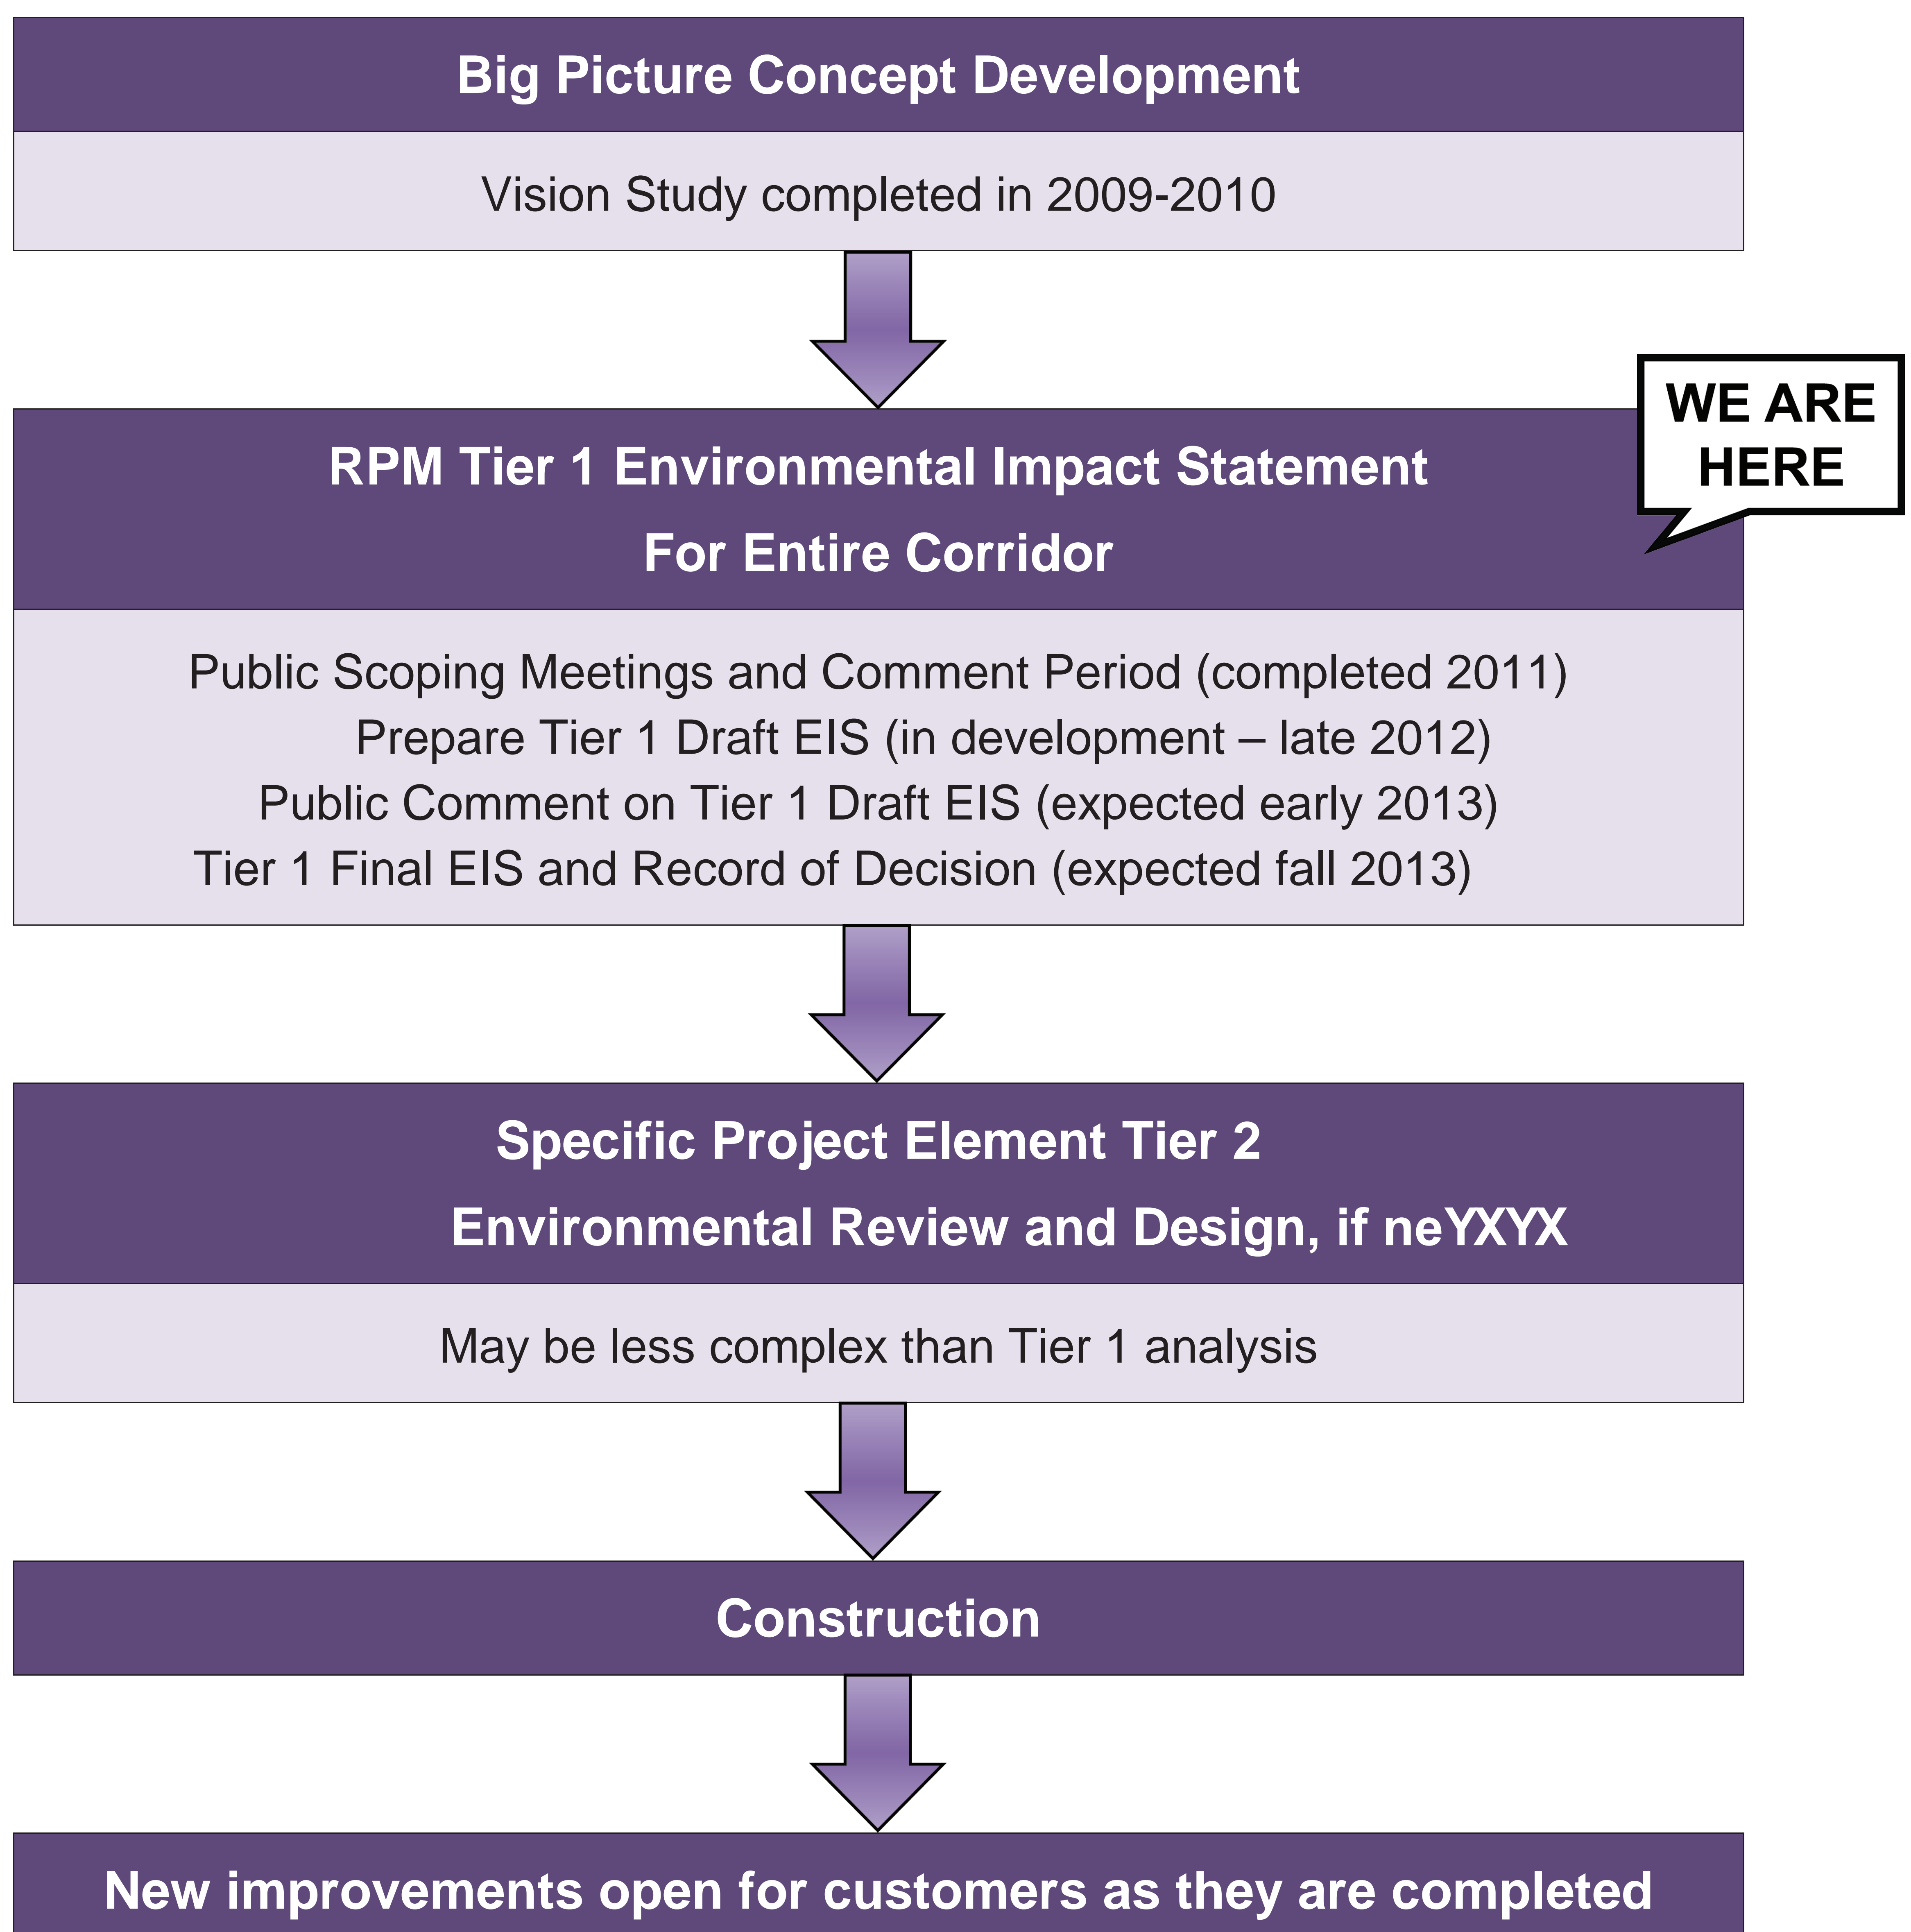 Big Picture Concept Development
Vision Study completed in 2009-2010
WE ARE
HERE
RPM Tier 1 Environmental Impact Statement
For Entire Corridor
Public Scoping Meetings and Comment Period (completed 2011)
Prepare Tier 1 Draft EIS (in development – late 2012)
Public Comment on Tier 1 Draft EIS (expected early 2013)
Tier 1 Final EIS and Record of Decision (expected fall 2013)
Specific Project Element Tier 2
Environmental Review and Design, if neYXYX
May be less complex than Tier 1 analysis
Construction
New improvements open for customers as they are completed